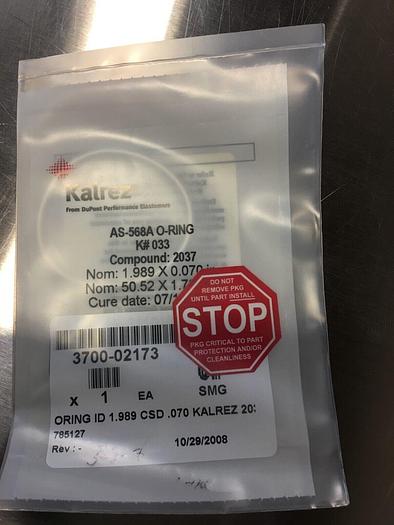 Kalrez
From DuPont Performance Elastomers
AS-568A O-RING
K# 033
Compound: 2037
Nom: 1.989 X 0.070 in
Nom: 50.52 X 1.7
Cure date: 07/1
DO NOT
REMOVE PKG
UNTIL PART INSTALL
STOP
PKG CRITICAL TO PART
PROTECTION AND/OR
CLEANLINESS
3700-02173
X 1 EA
SMG
ORING ID 1.989 CSD .070 KALREZ 203
785127
Rev : -
10/29/2008